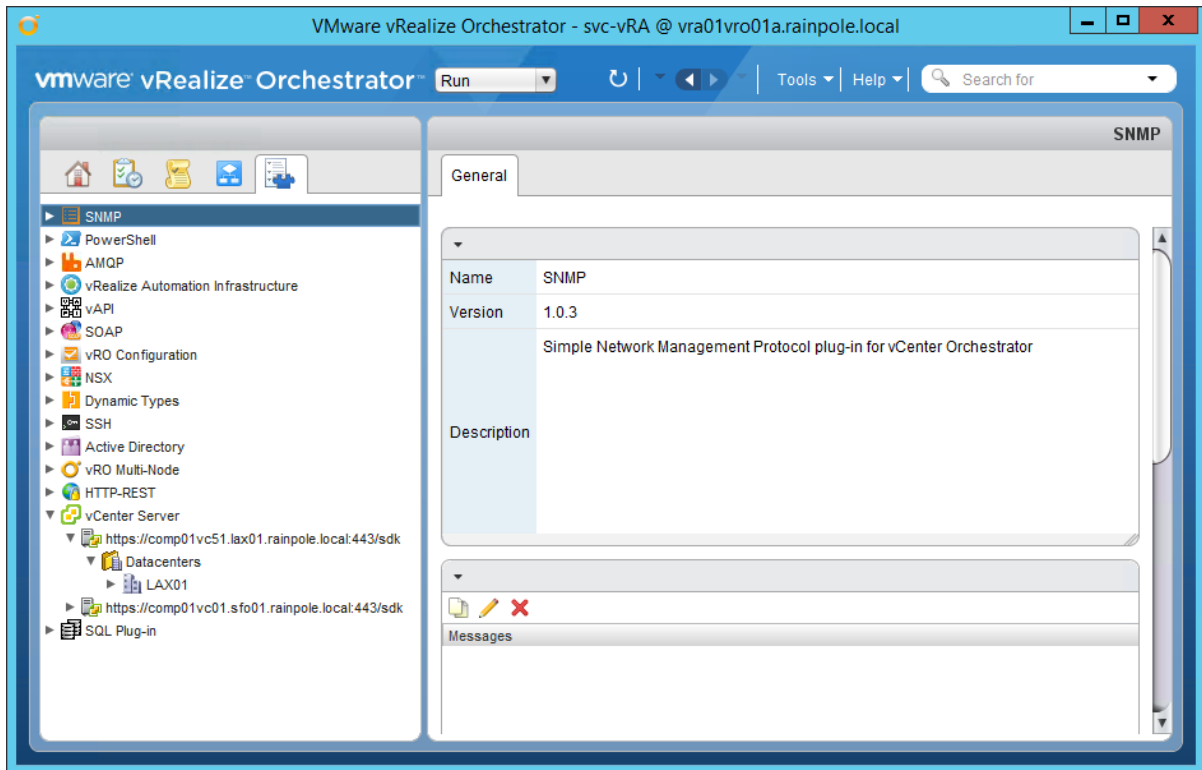 VMware vRealize Orchestrator - svc-vRA @ vra01vro01a.rainpole.local
vmware vRealize™ Orchestrator™ Run Tools Help Search for
SNMP
General
SNMP
PowerShell
AMQP
vRealize Automation Infrastructure
vAPI
SOAP
vRO Configuration
NSX
Dynamic Types
SSH
Active Directory
vRO Multi-Node
HTTP-REST
vCenter Server
https://comp01vc51.lax01.rainpole.local:443/sdk
Datacenters
LAX01
https://comp01vc01.sfo01.rainpole.local:443/sdk
SQL Plug-in
Name SNMP
Version 1.0.3
Description Simple Network Management Protocol plug-in for vCenter Orchestrator
Messages